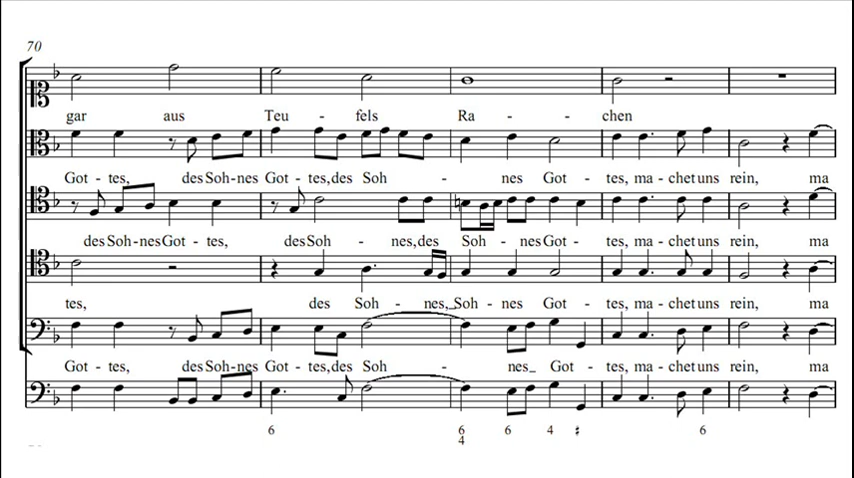 70
gar aus Teu - fels Ra - - chen
Got - tes, des Soh - nes Got - tes, des Soh - nes Got - tes, ma - chet uns rein, ma
des Soh - nes Got - tes, des Soh - nes, des Soh - nes Got - tes, ma - chet uns rein, ma
tes, des Soh - nes, Soh - nes Got - tes, ma - chet uns rein, ma
Got - tes, des Soh - nes Got - tes, des Soh - nes_ Got - tes, ma - chet uns rein, ma
6 6 6 4 ♯ 6
4